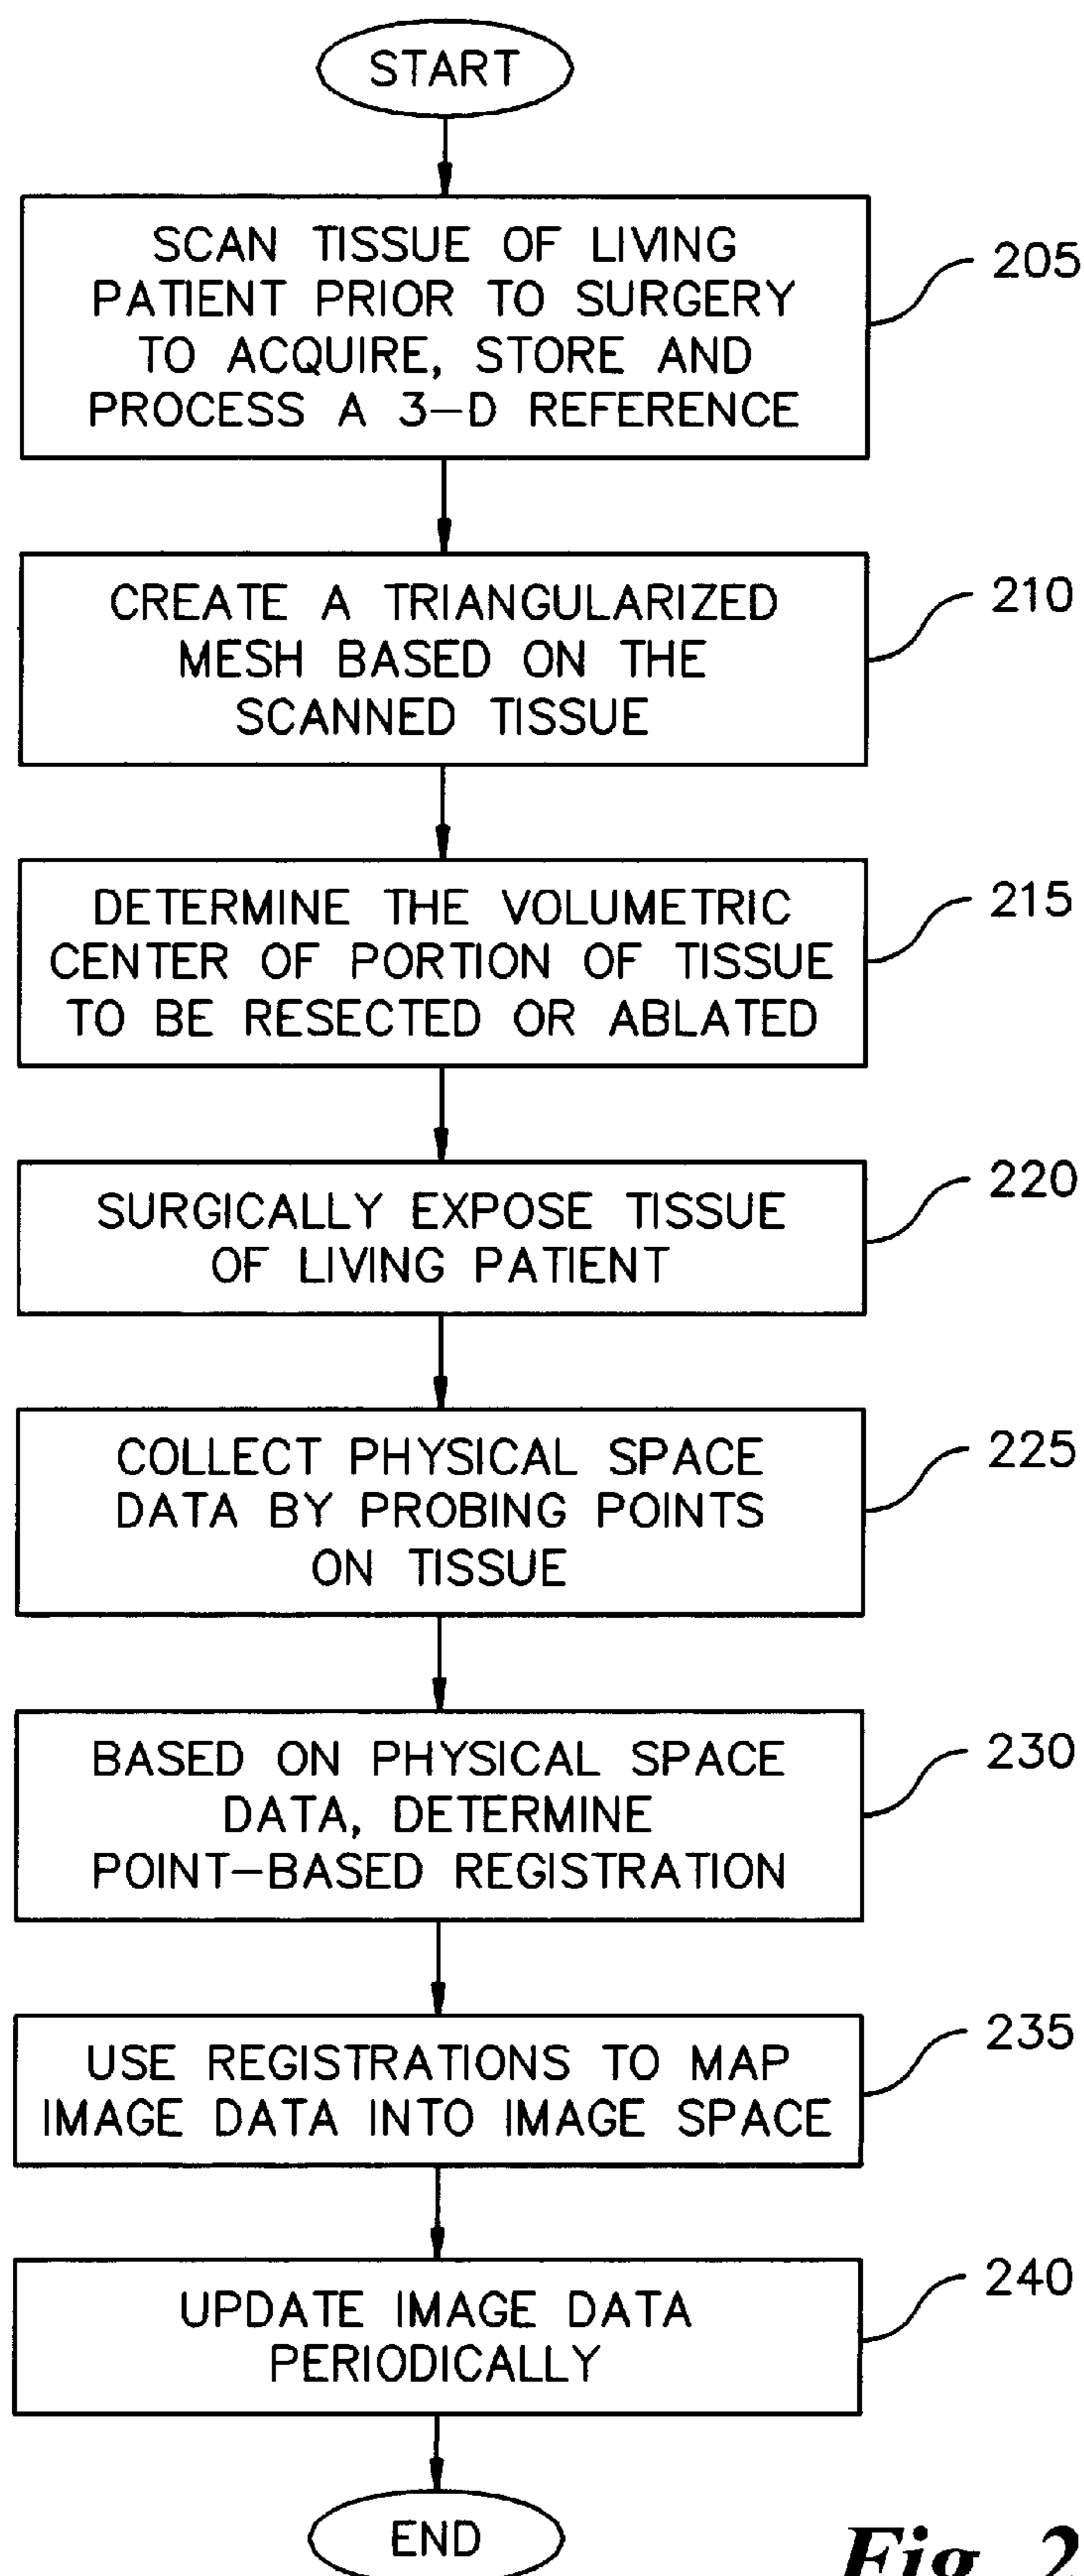 START
SCAN TISSUE OF LIVING
PATIENT PRIOR TO SURGERY
TO ACQUIRE, STORE AND
PROCESS A 3-D REFERENCE
205
CREATE A TRIANGULARIZED
MESH BASED ON THE
SCANNED TISSUE
210
DETERMINE THE VOLUMETRIC
CENTER OF PORTION OF TISSUE
TO BE RESECTED OR ABLATED
215
SURGICALLY EXPOSE TISSUE
OF LIVING PATIENT
220
COLLECT PHYSICAL SPACE
DATA BY PROBING POINTS
ON TISSUE
225
BASED ON PHYSICAL SPACE
DATA, DETERMINE
POINT-BASED REGISTRATION
230
USE REGISTRATIONS TO MAP
IMAGE DATA INTO IMAGE SPACE
235
UPDATE IMAGE DATA
PERIODICALLY
240
END
Fig. 2